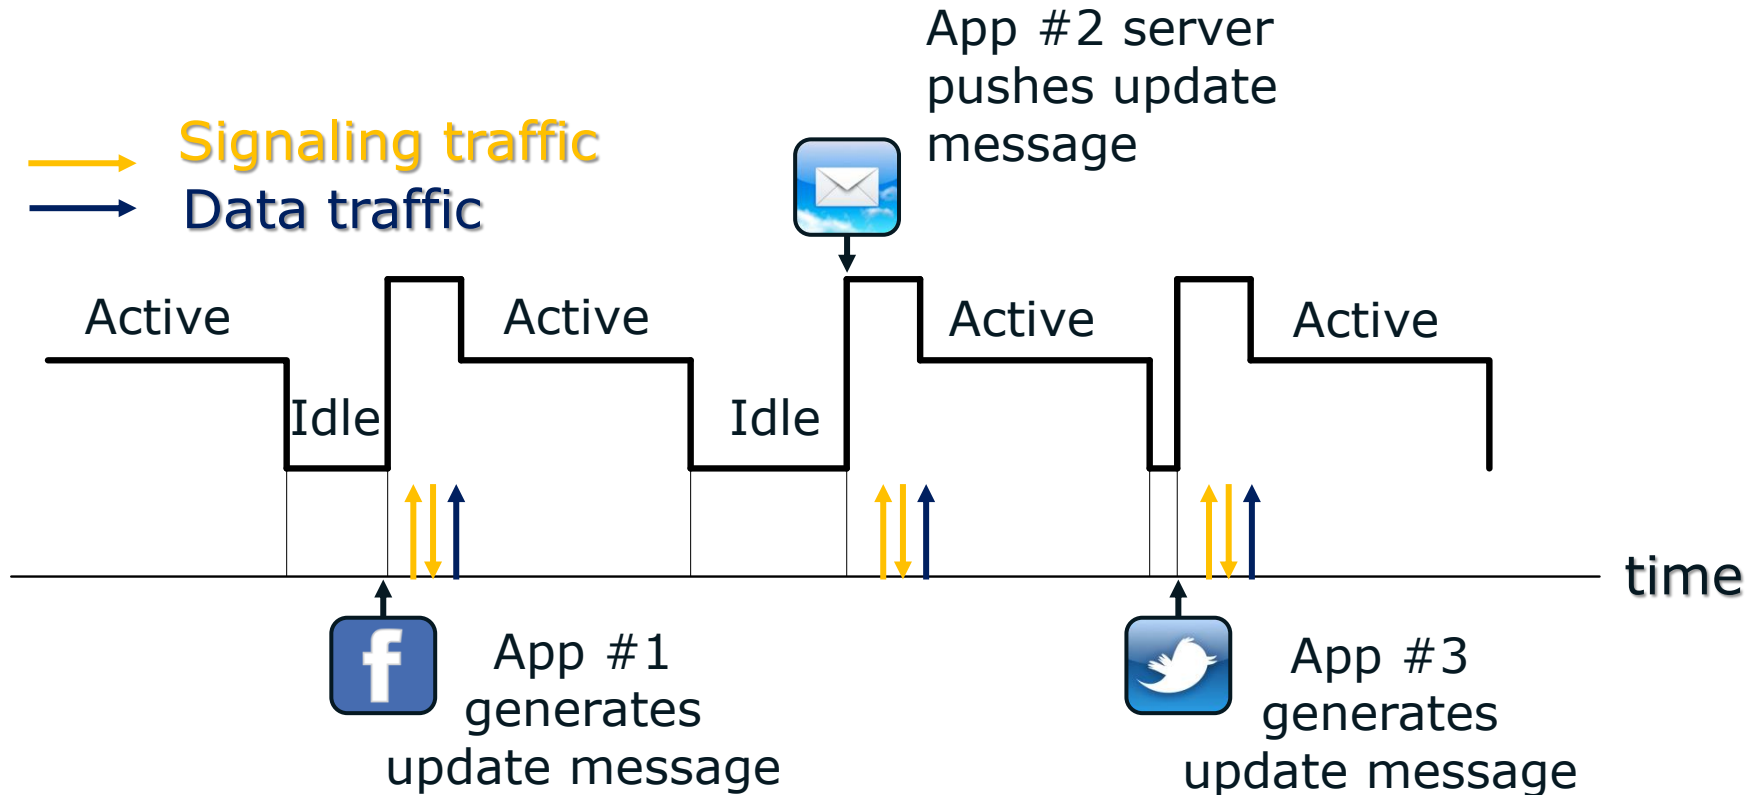 App #2 server
pushes update
message
Signaling traffic
Data traffic
Active
Active
Active
Active
Idle
Idle
time
f
App #1
generates
update message
App #3
generates
update message